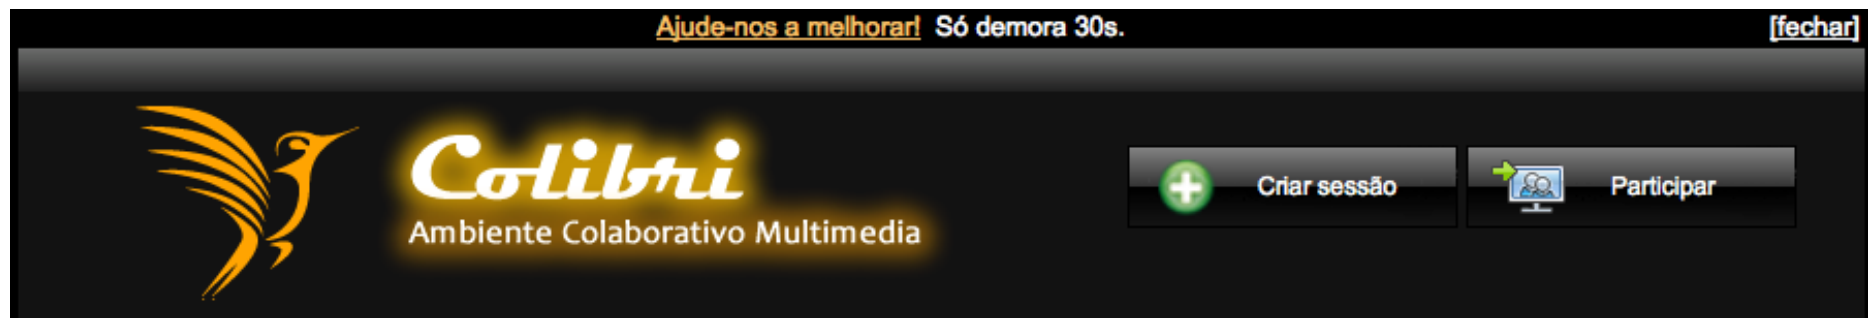 Ajude-nos a melhorar! Só demora 30s. [fechar]
Colibri
Ambiente Colaborativo Multimedia
Criar sessão
Participar